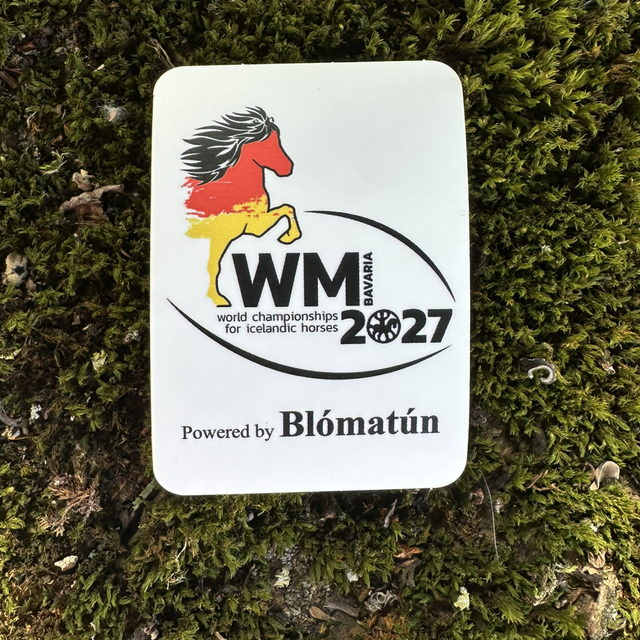 WM BAVARIA
world championships
for icelandic horses
2027
Powered by Blómatún